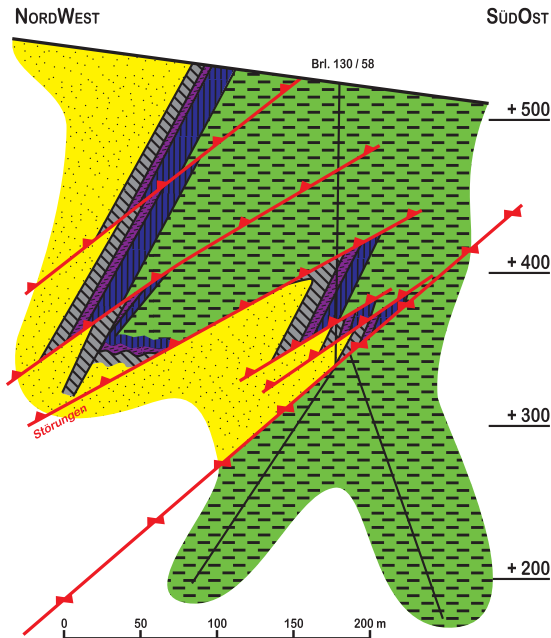 NORDWEST
SÜDOST
Brl. 130 / 58
+ 500
+ 400
+ 300
+ 200
Störungen
0 50 100 150 200 m